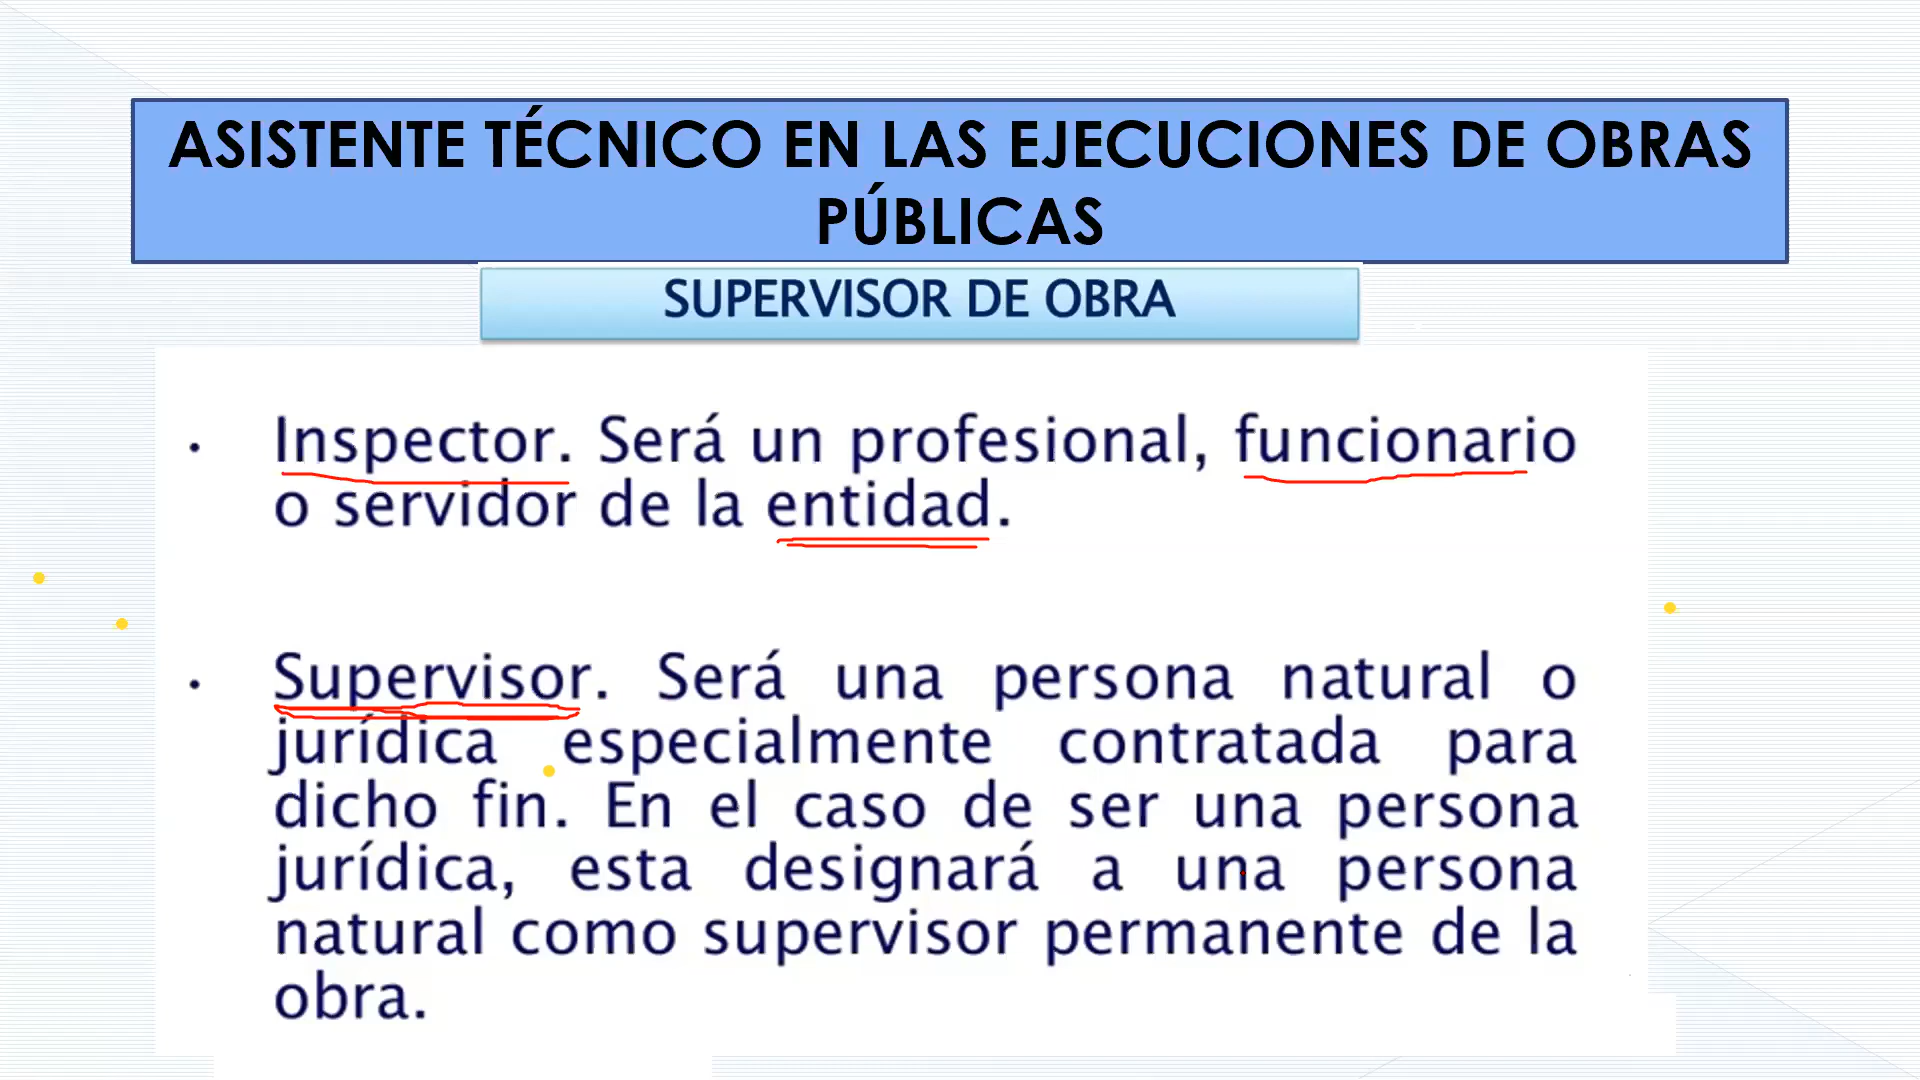 ASISTENTE TÉCNICO EN LAS EJECUCIONES DE OBRAS
PÚBLICAS
SUPERVISOR DE OBRA
• Inspector. Será un profesional, funcionario
o servidor de la entidad.
• Supervisor. Será una persona natural o
jurídica especialmente contratada para
dicho fin. En el caso de ser una persona
jurídica, esta designará a una persona
natural como supervisor permanente de la
obra.